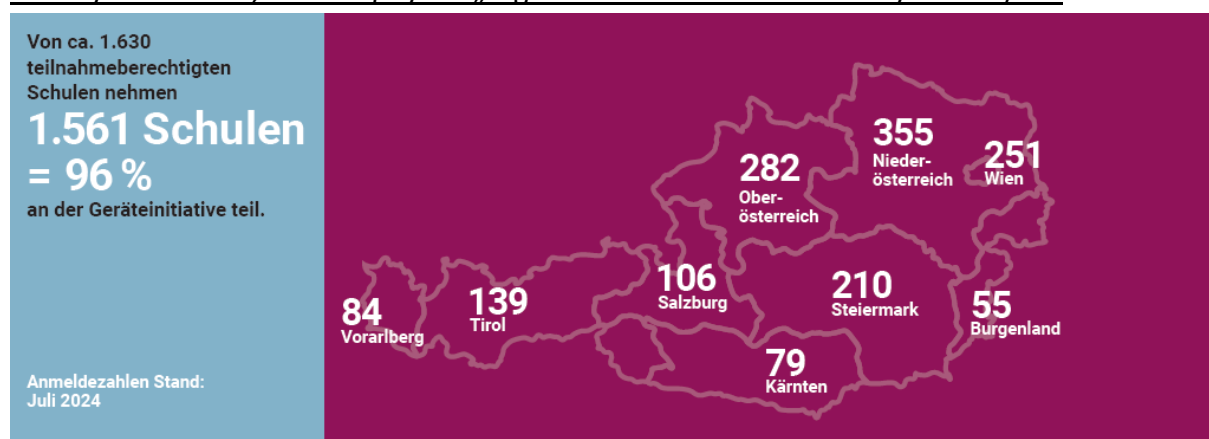 Von ca. 1.630
teilnahmeberechtigten
Schulen nehmen
1.561 Schulen
= 96 %
an der Geräteinitiative teil.
Anmeldezahlen Stand:
Juli 2024
355
Nieder-
österreich
251
Wien
282
Ober-
österreich
106
Salzburg
210
Steiermark
55
Burgenland
139
Tirol
84
Vorarlberg
79
Kärnten